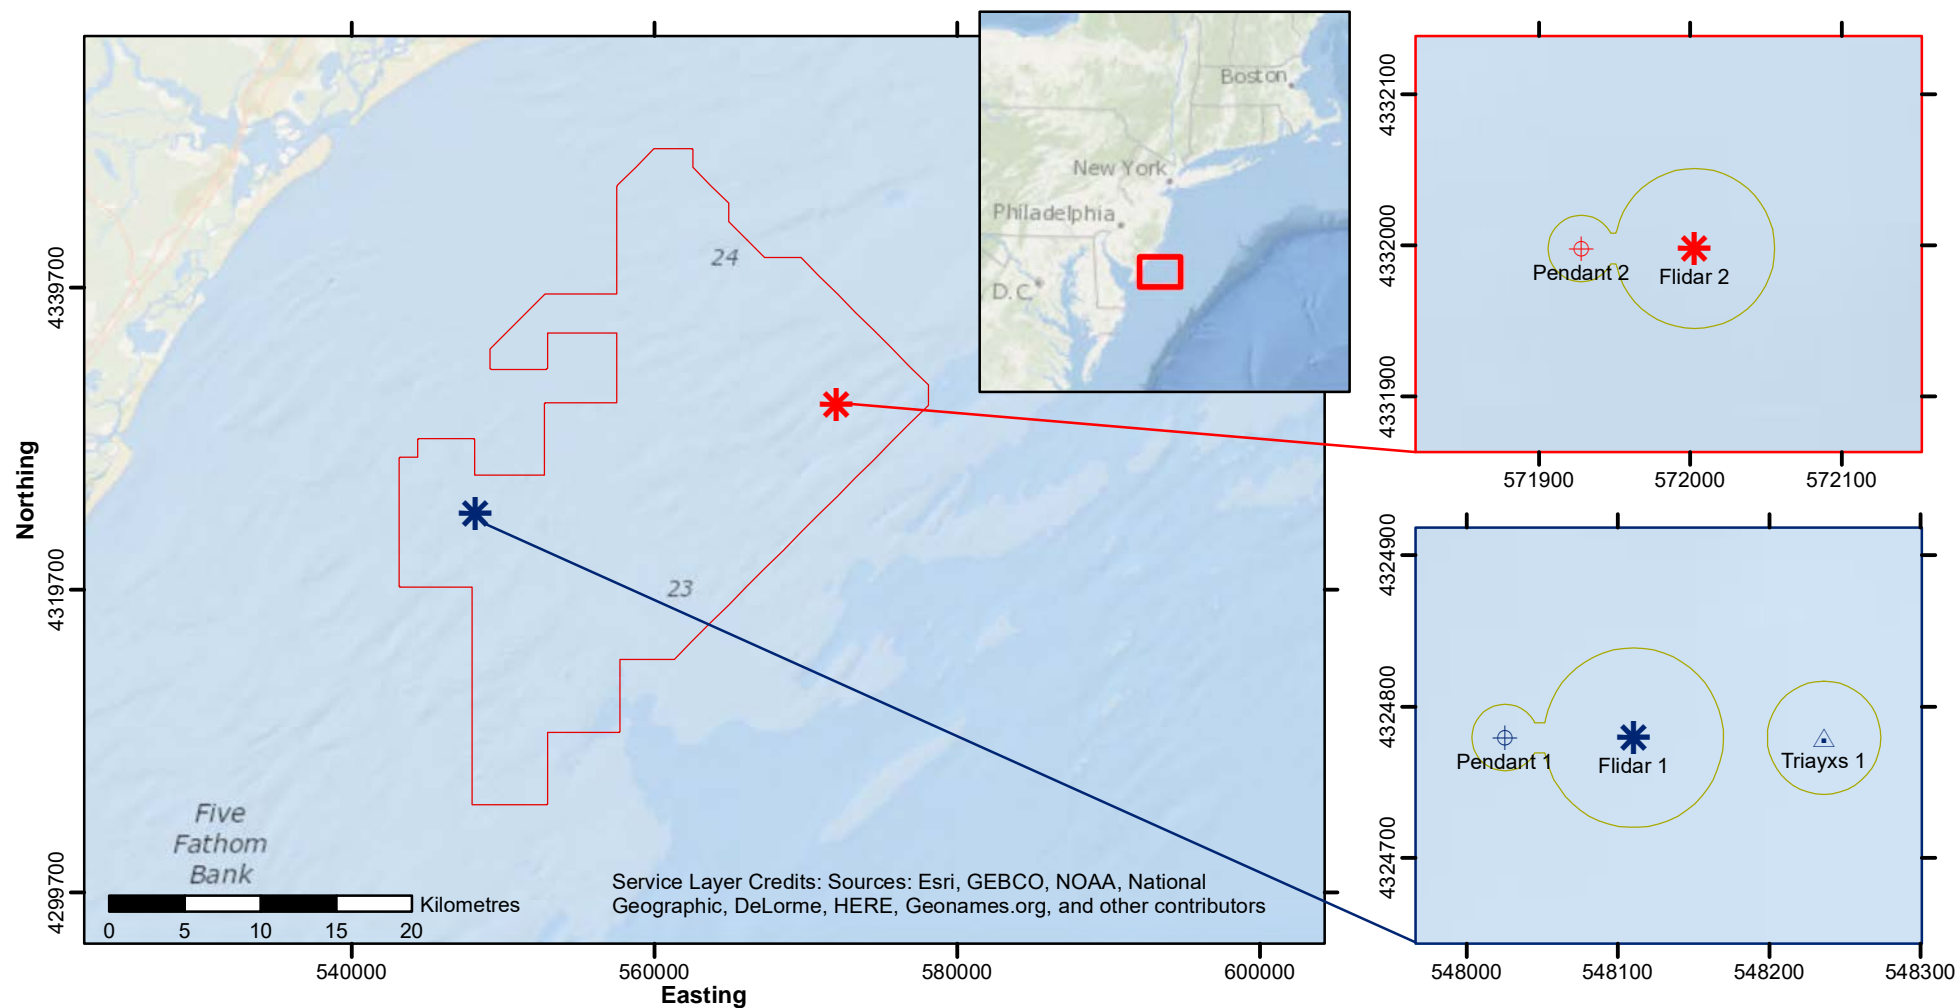 Northing
4339700
4319700
4299700
24
23
Five
Fathom
Bank
0
5
10
15
20
Kilometres
Service Layer Credits: Sources: Esri, GEBCO, NOAA, National
Geographic, DeLorme, HERE, Geonames.org, and other contributors
540000
560000
580000
600000
Easting
Boston
New York
Philadelphia
D.C.
4332100
4332000
4331900
Pendant 2
Flidar 2
571900
572000
572100
4324900
4324800
4324700
Pendant 1
Flidar 1
Triayxs 1
548000
548100
548200
548300